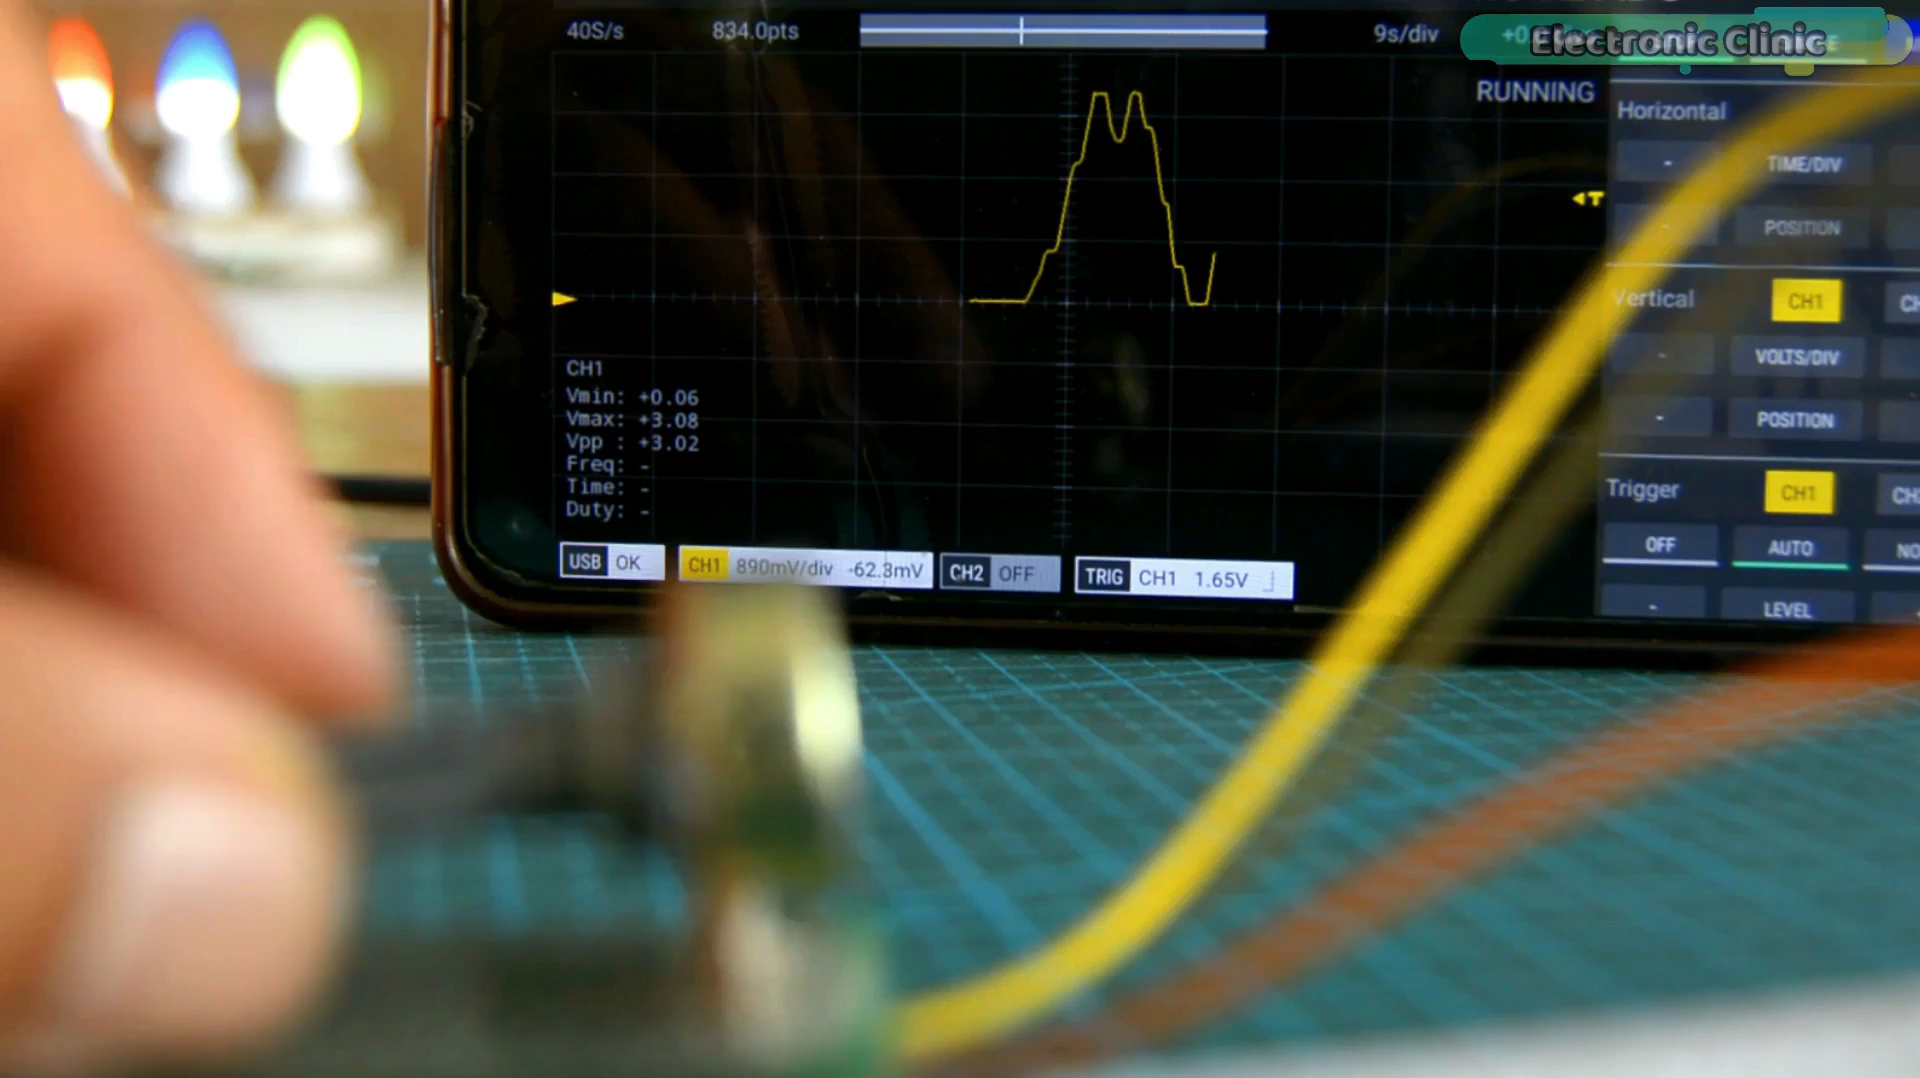 40S/s 834.0pts 9s/div
Electronic Clinic
RUNNING
Horizontal
- TIME/DIV
T
- POSITION
Vertical CH1
- VOLTS/DIV
- POSITION
CH1
Vmin: +0.06
Vmax: +3.08
Vpp : +3.02
Freq: -
Time: -
Duty: -
Trigger CH1
OFF AUTO
- LEVEL
USB OK CH1 890mV/div -62.3mV CH2 OFF TRIG CH1 1.65V